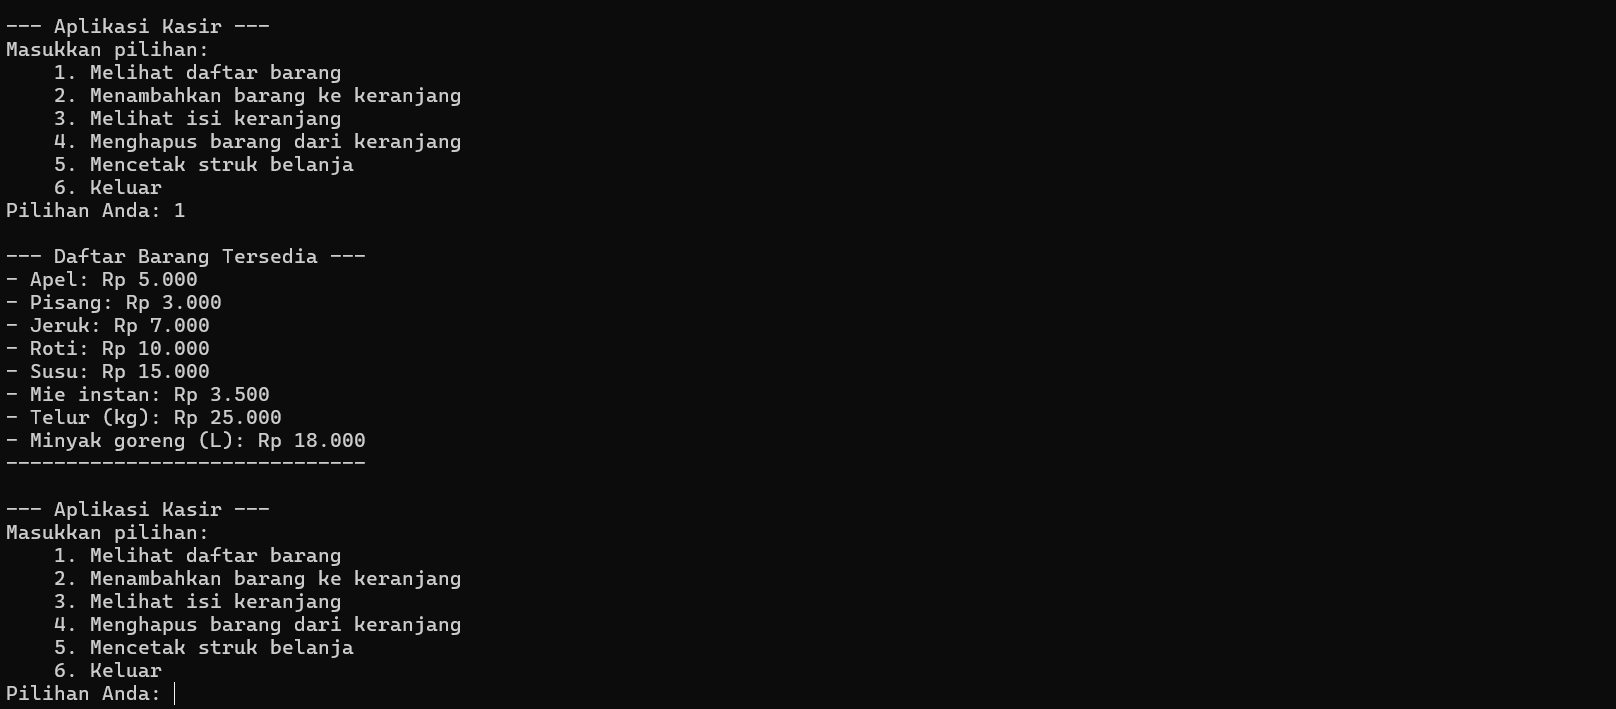 --- Aplikasi Kasir ---
Masukkan pilihan:
    1. Melihat daftar barang
    2. Menambahkan barang ke keranjang
    3. Melihat isi keranjang
    4. Menghapus barang dari keranjang
    5. Mencetak struk belanja
    6. Keluar
Pilihan Anda: 1

--- Daftar Barang Tersedia ---
- Apel: Rp 5.000
- Pisang: Rp 3.000
- Jeruk: Rp 7.000
- Roti: Rp 10.000
- Susu: Rp 15.000
- Mie instan: Rp 3.500
- Telur (kg): Rp 25.000
- Minyak goreng (L): Rp 18.000
------------------------------

--- Aplikasi Kasir ---
Masukkan pilihan:
    1. Melihat daftar barang
    2. Menambahkan barang ke keranjang
    3. Melihat isi keranjang
    4. Menghapus barang dari keranjang
    5. Mencetak struk belanja
    6. Keluar
Pilihan Anda: